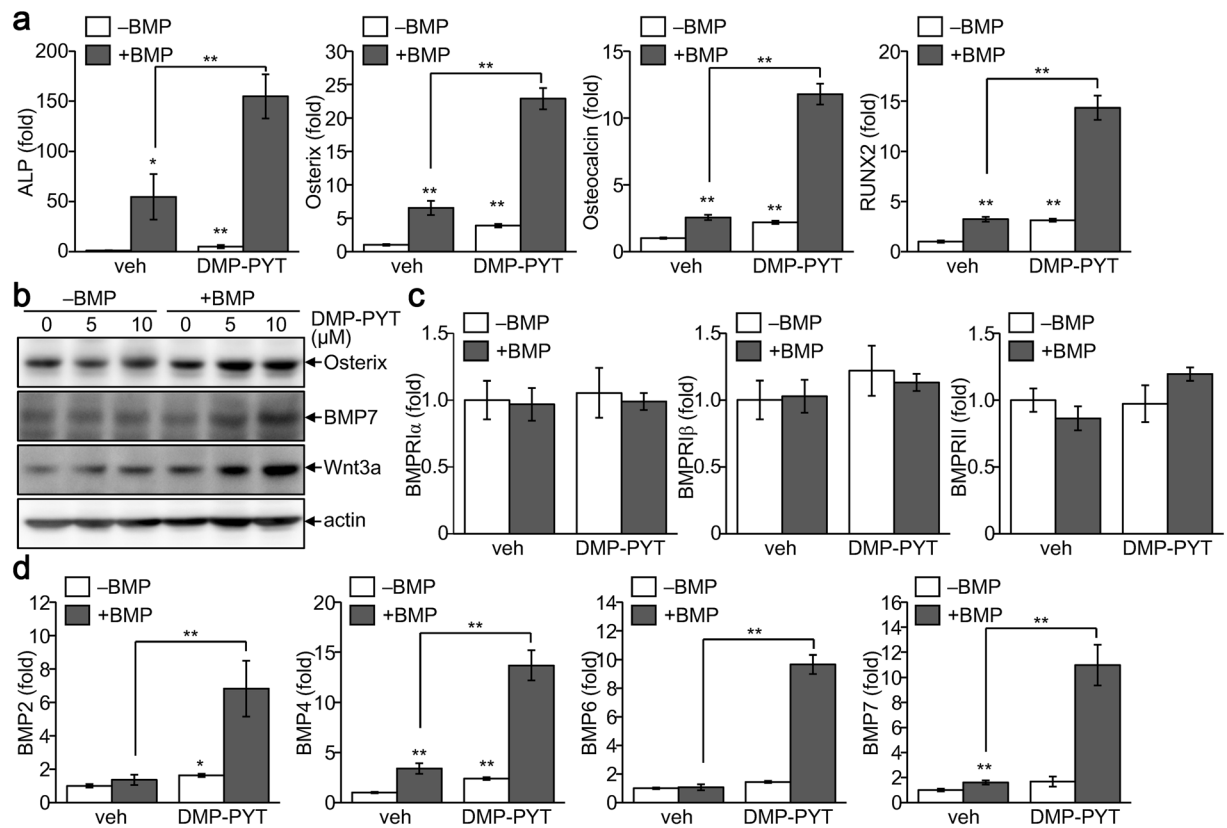 a
–BMP
+BMP
200
150
100
50
0
ALP (fold)
*
**
**
veh
DMP-PYT
–BMP
+BMP
30
25
20
15
10
5
0
Osterix (fold)
**
**
**
veh
DMP-PYT
–BMP
+BMP
15
10
5
0
Osteocalcin (fold)
**
**
**
veh
DMP-PYT
–BMP
+BMP
20
15
10
5
0
RUNX2 (fold)
**
**
**
veh
DMP-PYT
b
–BMP
+BMP
0 5 10 0 5 10 DMP-PYT
(μM)
Osterix
BMP7
Wnt3a
actin
c
–BMP
+BMP
1.5
1.0
0.5
0
BMPRIα (fold)
veh
DMP-PYT
–BMP
+BMP
1.5
1.0
0.5
0
BMPRIβ (fold)
veh
DMP-PYT
–BMP
+BMP
1.5
1.0
0.5
0
BMPRII (fold)
veh
DMP-PYT
d
–BMP
+BMP
12
10
8
6
4
2
0
BMP2 (fold)
*
**
veh
DMP-PYT
–BMP
+BMP
20
15
10
5
0
BMP4 (fold)
**
**
**
veh
DMP-PYT
–BMP
+BMP
14
12
10
8
6
4
2
0
BMP6 (fold)
**
veh
DMP-PYT
–BMP
+BMP
16
14
12
10
8
6
4
2
0
BMP7 (fold)
**
**
veh
DMP-PYT